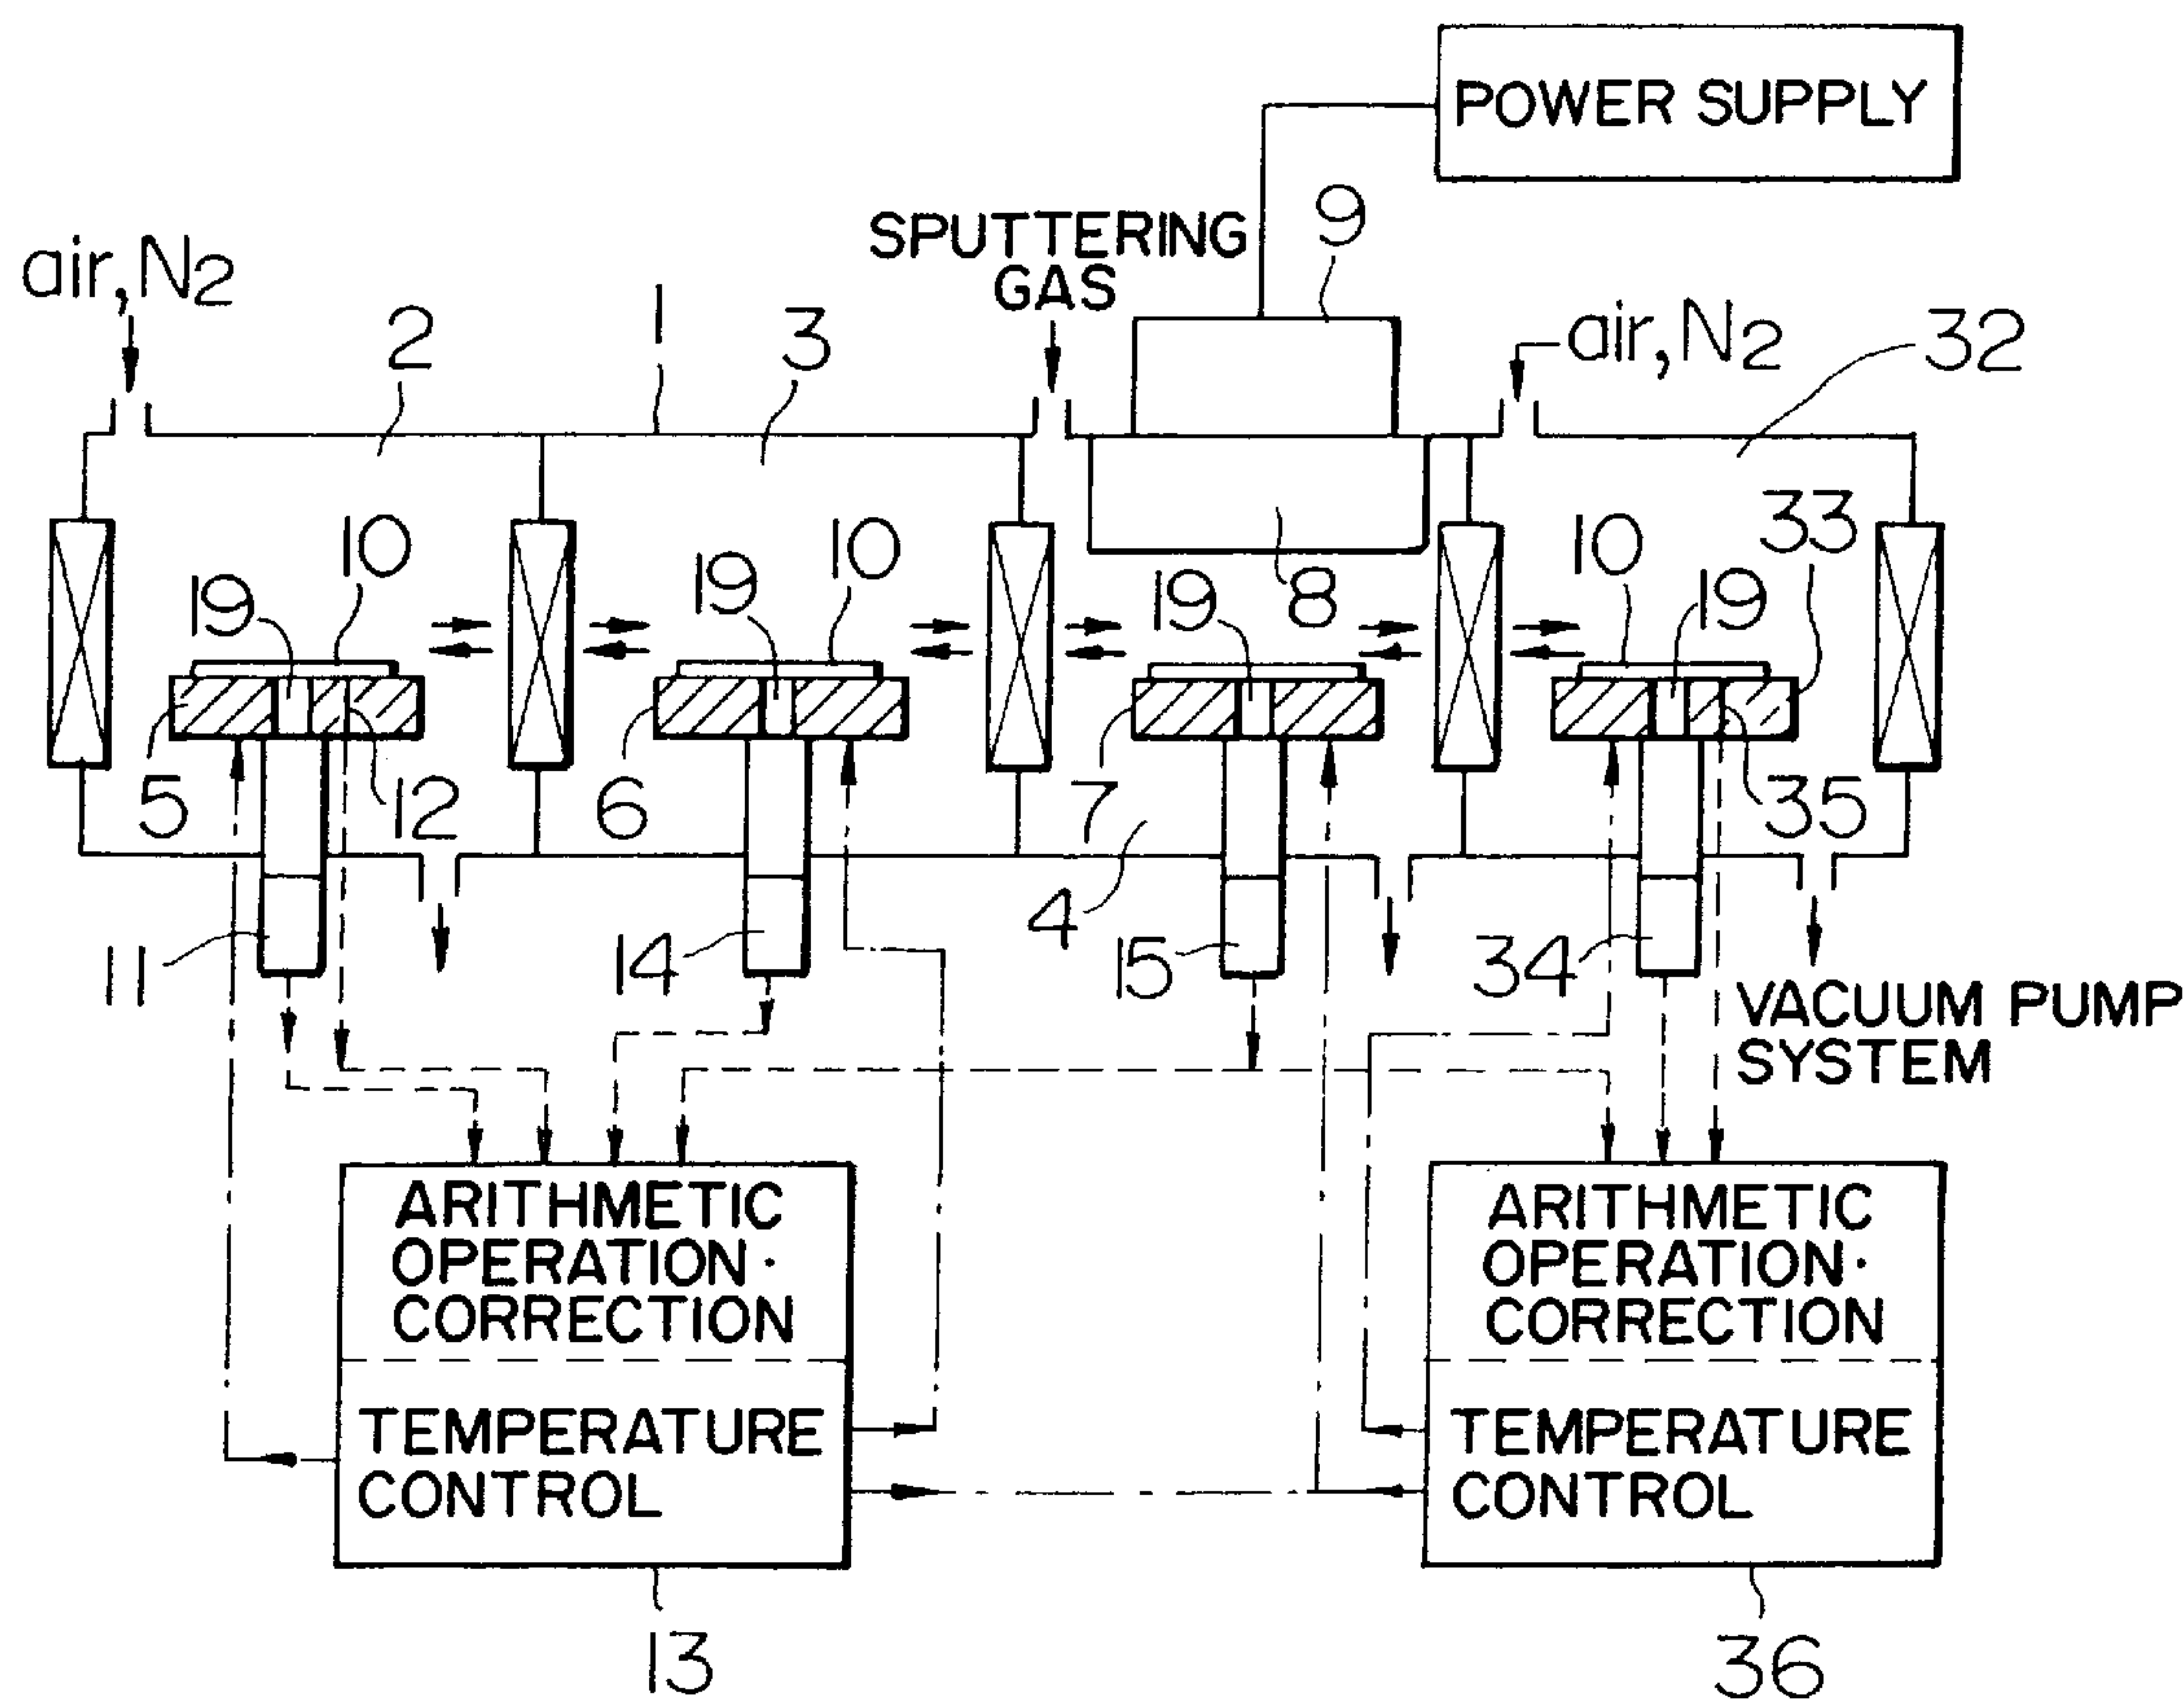 POWER SUPPLY
9
SPUTTERING
GAS
air,N2
2
1
3
air,N2
32
10
19
10
19
19
8
10
19
33
5
12
6
7
35
4
11
14
15
34
VACUUM PUMP
SYSTEM
ARITHMETIC
OPERATION·
CORRECTION
TEMPERATURE
CONTROL
ARITHMETIC
OPERATION·
CORRECTION
TEMPERATURE
CONTROL
13
36